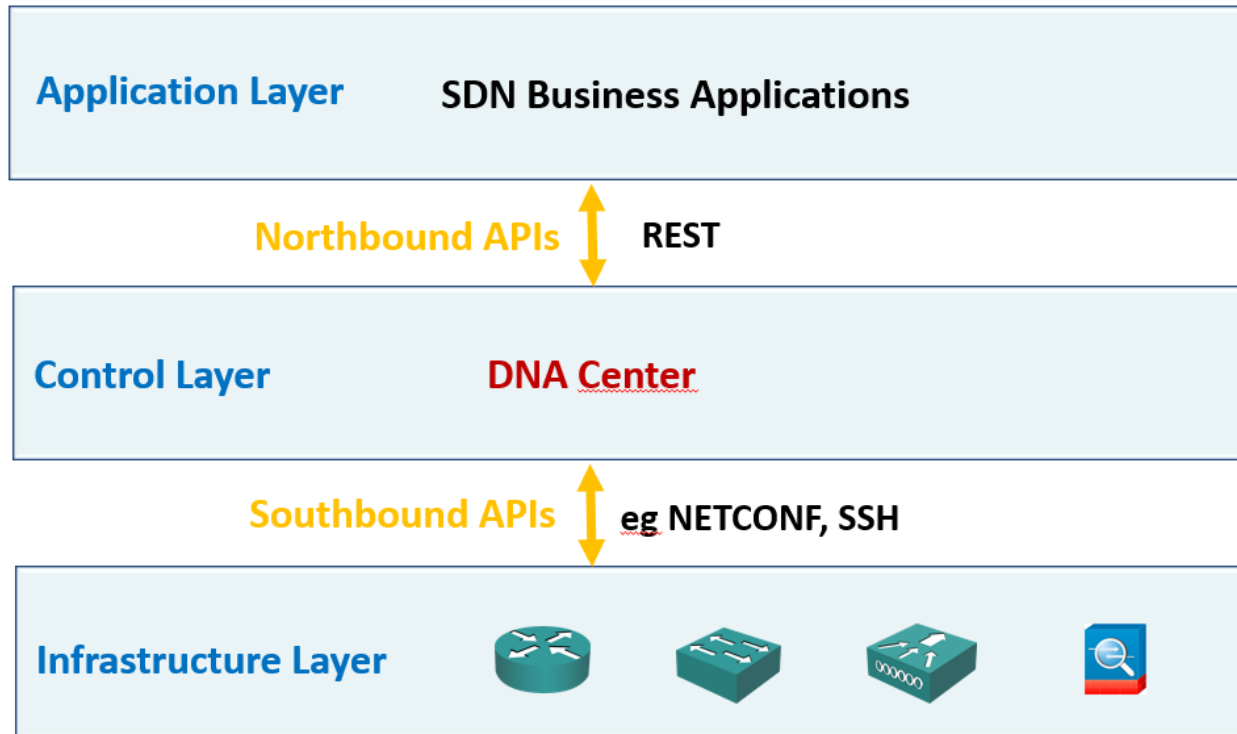 Application Layer SDN Business Applications
Northbound APIs REST
Control Layer DNA Center
Southbound APIs eg NETCONF, SSH
Infrastructure Layer